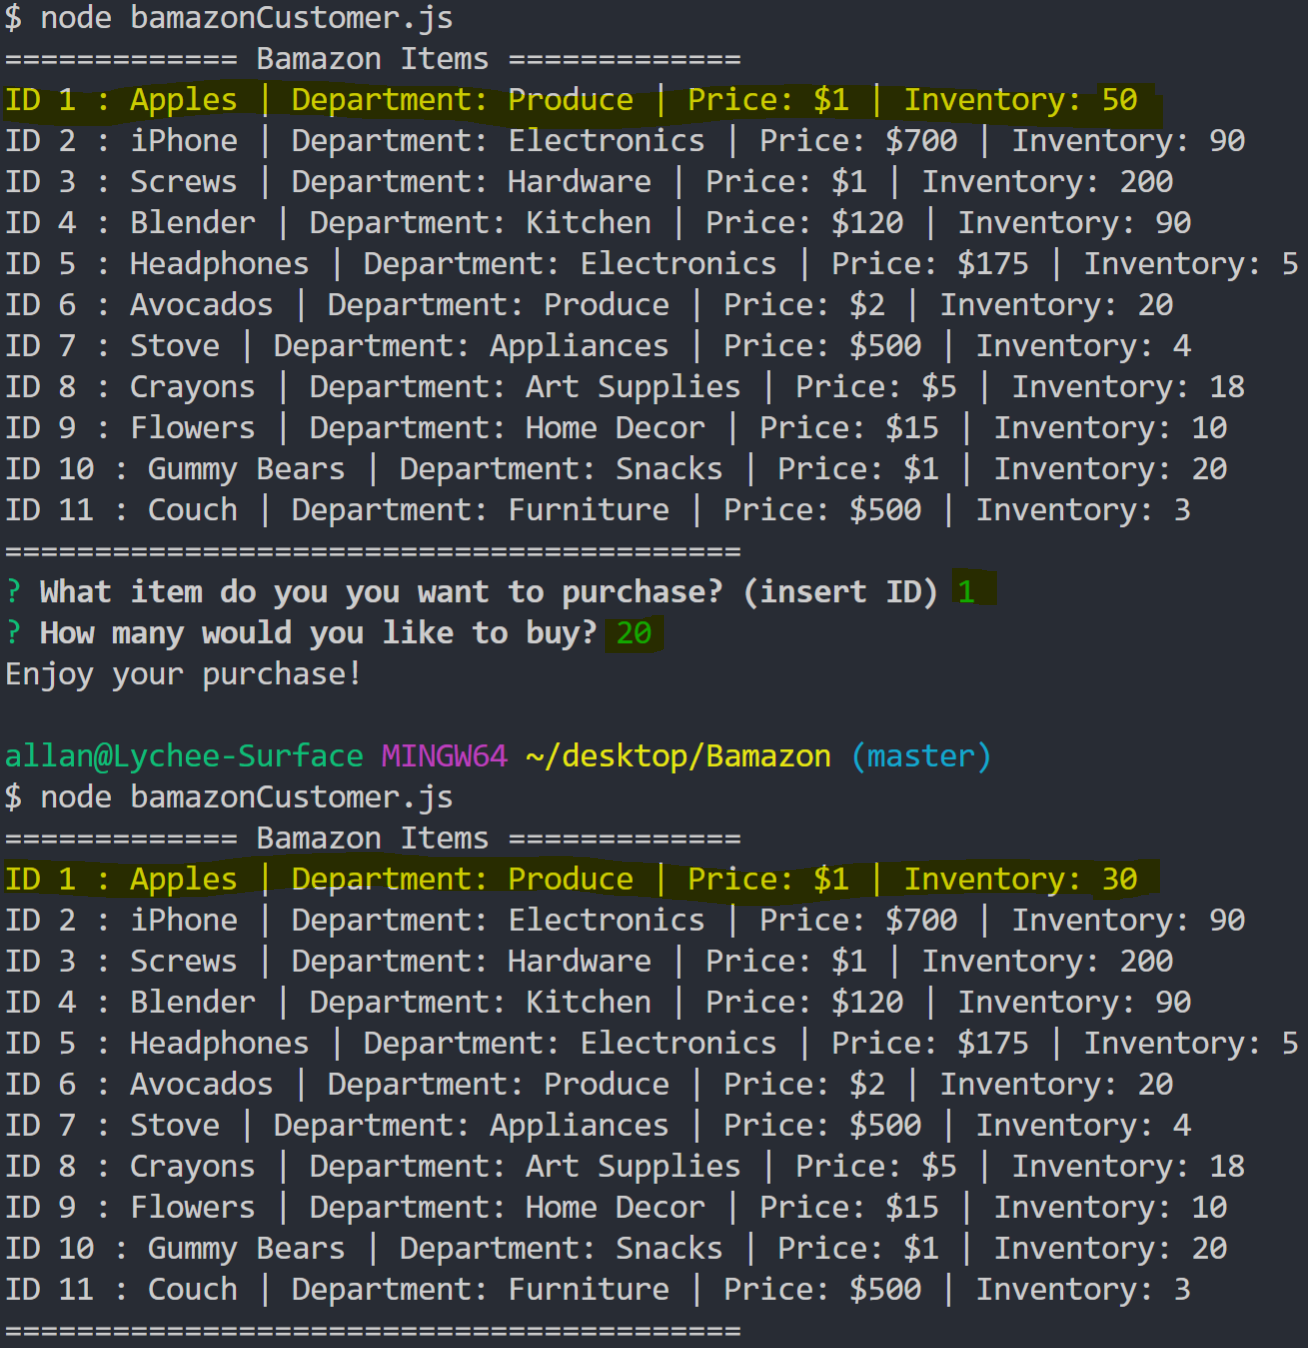 $ node bamazonCustomer.js
============= Bamazon Items =============
ID 1 : Apples | Department: Produce | Price: $1 | Inventory: 50
ID 2 : iPhone | Department: Electronics | Price: $700 | Inventory: 90
ID 3 : Screws | Department: Hardware | Price: $1 | Inventory: 200
ID 4 : Blender | Department: Kitchen | Price: $120 | Inventory: 90
ID 5 : Headphones | Department: Electronics | Price: $175 | Inventory: 5
ID 6 : Avocados | Department: Produce | Price: $2 | Inventory: 20
ID 7 : Stove | Department: Appliances | Price: $500 | Inventory: 4
ID 8 : Crayons | Department: Art Supplies | Price: $5 | Inventory: 18
ID 9 : Flowers | Department: Home Decor | Price: $15 | Inventory: 10
ID 10 : Gummy Bears | Department: Snacks | Price: $1 | Inventory: 20
ID 11 : Couch | Department: Furniture | Price: $500 | Inventory: 3
=========================================
? What item do you you want to purchase? (insert ID) 1
? How many would you like to buy? 20
Enjoy your purchase!
allan@Lychee-Surface MINGW64 ~/desktop/Bamazon (master)
$ node bamazonCustomer.js
============= Bamazon Items =============
ID 1 : Apples | Department: Produce | Price: $1 | Inventory: 30
ID 2 : iPhone | Department: Electronics | Price: $700 | Inventory: 90
ID 3 : Screws | Department: Hardware | Price: $1 | Inventory: 200
ID 4 : Blender | Department: Kitchen | Price: $120 | Inventory: 90
ID 5 : Headphones | Department: Electronics | Price: $175 | Inventory: 5
ID 6 : Avocados | Department: Produce | Price: $2 | Inventory: 20
ID 7 : Stove | Department: Appliances | Price: $500 | Inventory: 4
ID 8 : Crayons | Department: Art Supplies | Price: $5 | Inventory: 18
ID 9 : Flowers | Department: Home Decor | Price: $15 | Inventory: 10
ID 10 : Gummy Bears | Department: Snacks | Price: $1 | Inventory: 20
ID 11 : Couch | Department: Furniture | Price: $500 | Inventory: 3
=========================================